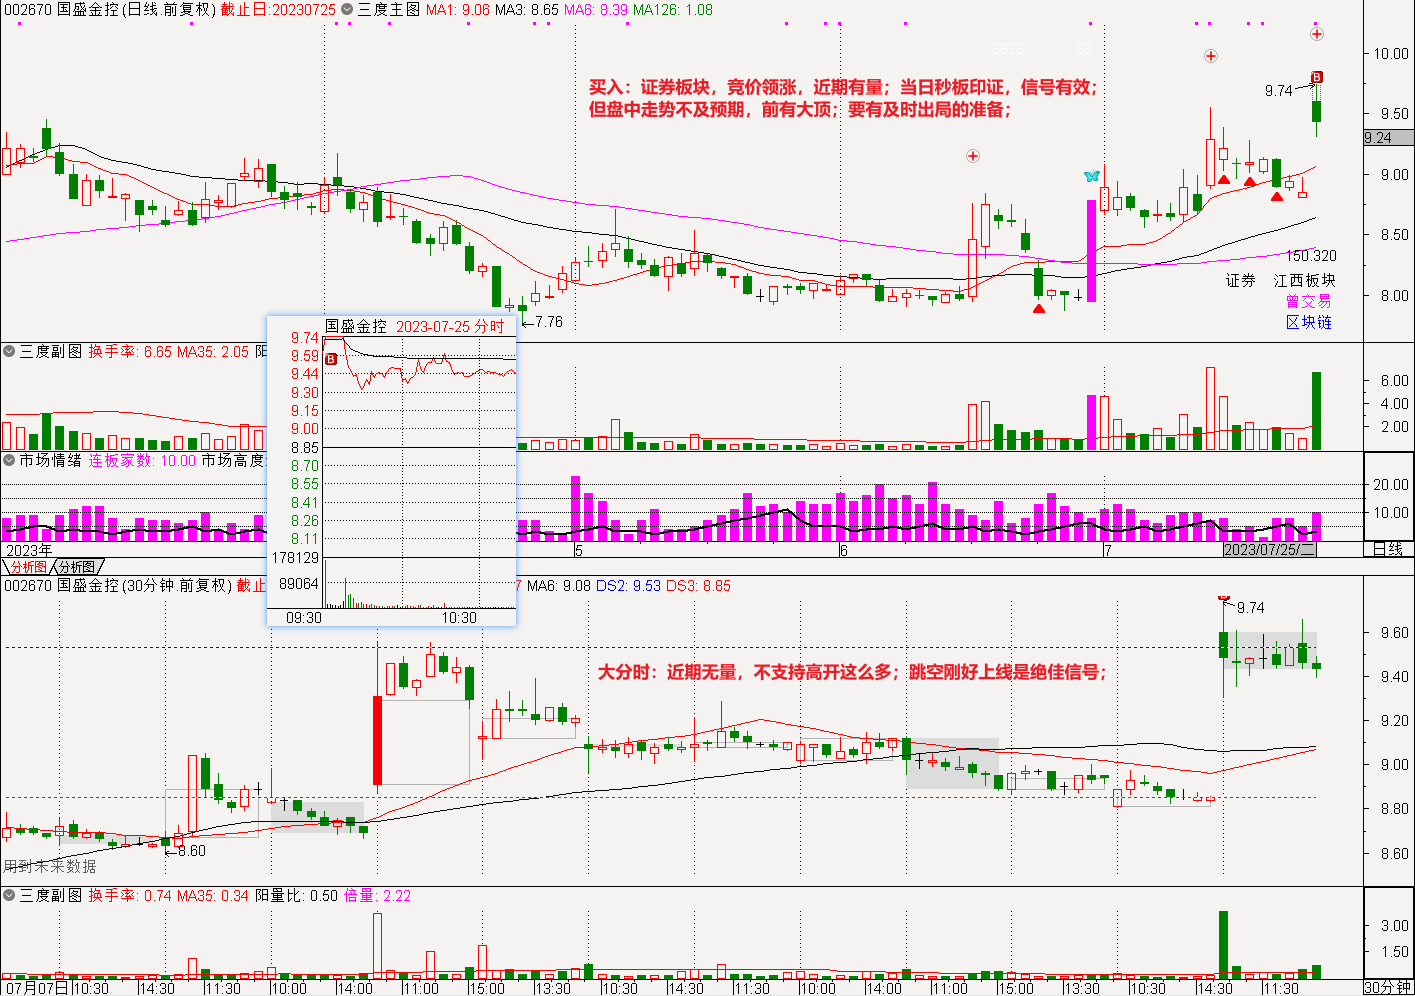 002670 国盛金控(日线.前复权) 截止日:20230725 三度主图 MA1: 9.06 MA3: 8.65 MA6: 8.39 MA126: 1.08
3823 33
10.00
买入：证券板块，竞价领涨，近期有量；当日秒板印证，信号有效；
但盘中走势不及预期，前有大顶；要有及时出局的准备；
B
9.74
9.50
9.24
9.00
8.50
150.320
证券 江西板块
8.00
曾交易
区块链
←7.76
国盛金控 2023-07-25 分时
9.74
9.59
B
9.44
9.30
9.15
9.00
8.85
8.70
8.55
8.41
8.26
8.11
178129
89064
09:30 10:30
三度副图 换手率: 6.65 MA35: 2.05
6.00
4.00
2.00
市场情绪 连板家数: 10.00 市场高度
20.00
10.00
2023年 5 6 7 2023/07/25/二 日线
分析图 分析图
002670 国盛金控(30分钟.前复权) 截止 7 MA6: 9.08 DS2: 9.53 DS3: 8.85
9.74
9.60
大分时：近期无量，不支持高开这么多；跳空刚好上线是绝佳信号；
9.40
9.20
9.00
8.80
←8.60
8.60
用到未来数据
三度副图 换手率: 0.74 MA35: 0.34 阳量比: 0.50 倍量: 2.22
3.00
1.50
07月07日 10:30 14:30 11:30 10:00 14:00 11:00 15:00 13:30 10:30 14:30 11:30 10:00 14:00 11:00 15:00 13:30 10:30 14:30 11:30 30分钟